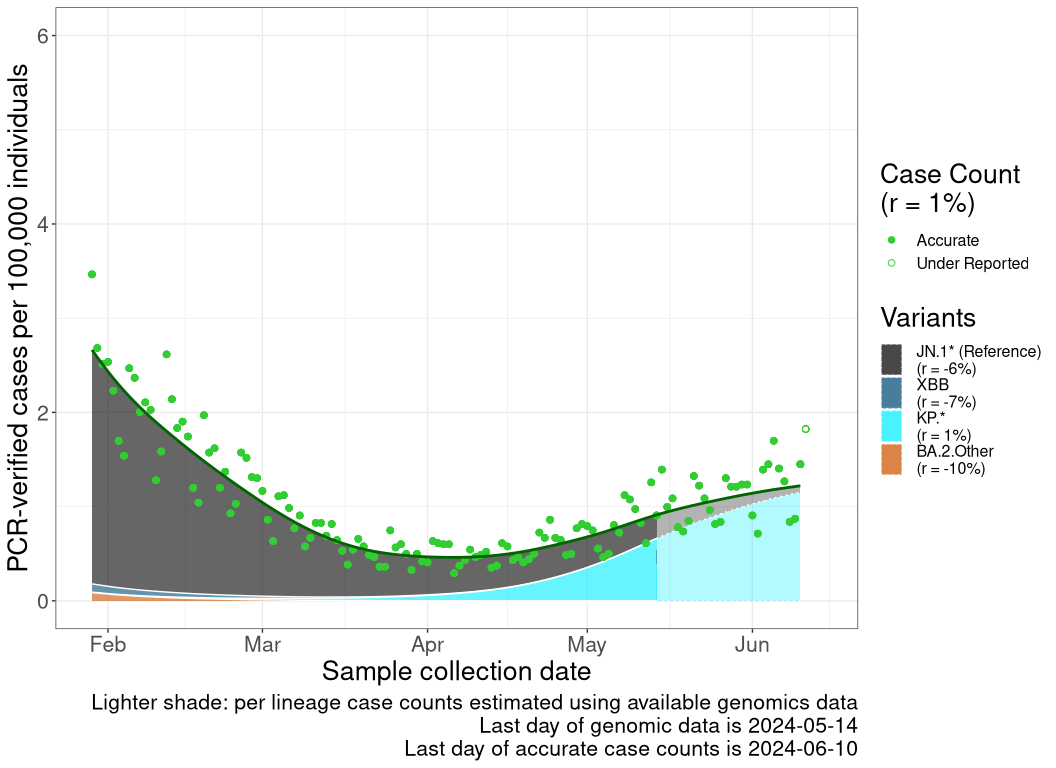 PCR-verified cases per 100,000 individuals
6
4
2
0
Feb
Mar
Apr
May
Jun
Sample collection date
Lighter shade: per lineage case counts estimated using available genomics data
Last day of genomic data is 2024-05-14
Last day of accurate case counts is 2024-06-10
Case Count
(r = 1%)
Accurate
Under Reported
Variants
JN.1* (Reference)
(r = -6%)
XBB
(r = -7%)
KP.*
(r = 1%)
BA.2.Other
(r = -10%)